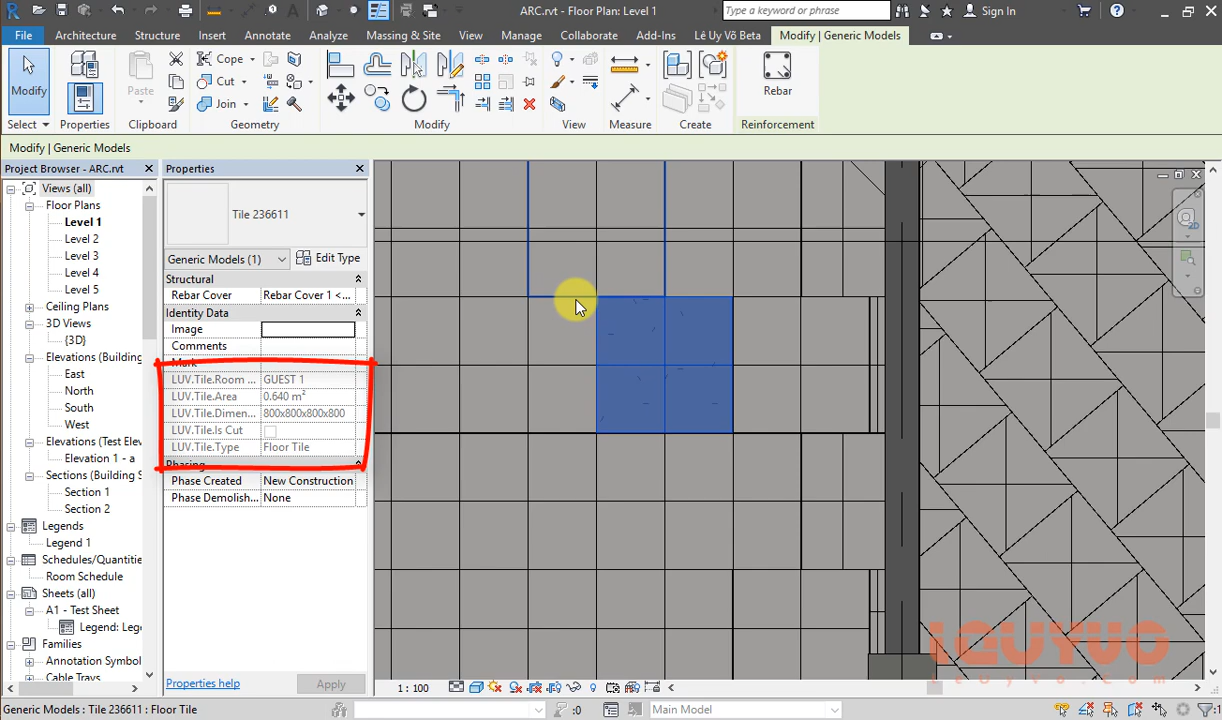 ARC.rvt - Floor Plan: Level 1
Type a keyword or phrase
Sign In
File
Architecture
Structure
Insert
Annotate
Analyze
Massing & Site
View
Manage
Collaborate
Add-Ins
Lê Uy Võ Beta
Modify | Generic Models
Modify
Paste
Cope
Cut
Join
Rebar
Select
Properties
Clipboard
Geometry
Modify
View
Measure
Create
Reinforcement
Modify | Generic Models
Project Browser - ARC.rvt
Views (all)
Floor Plans
Level 1
Level 2
Level 3
Level 4
Level 5
Ceiling Plans
3D Views
{3D}
Elevations (Building
East
North
South
West
Elevations (Test Ele
Elevation 1 - a
Sections (Building S
Section 1
Section 2
Legends
Legend 1
Schedules/Quantitie
Room Schedule
Sheets (all)
A1 - Test Sheet
Legend: Leg
Families
Annotation Symbol
Cable Trays
Properties
Tile 236611
Generic Models (1)
Edit Type
Structural
Rebar Cover Rebar Cover 1 <...
Identity Data
Image
Comments
Mark
LUV.Tile.Room ... GUEST 1
LUV.Tile.Area 0.640 m²
LUV.Tile.Dimen... 800x800x800x800
LUV.Tile.Is Cut
LUV.Tile.Type Floor Tile
Phasing
Phase Created New Construction
Phase Demolish... None
Properties help
Apply
2D
1 : 100
leuyvo
leuyvo.com
Generic Models : Tile 236611 : Floor Tile
:0
Main Model
:1